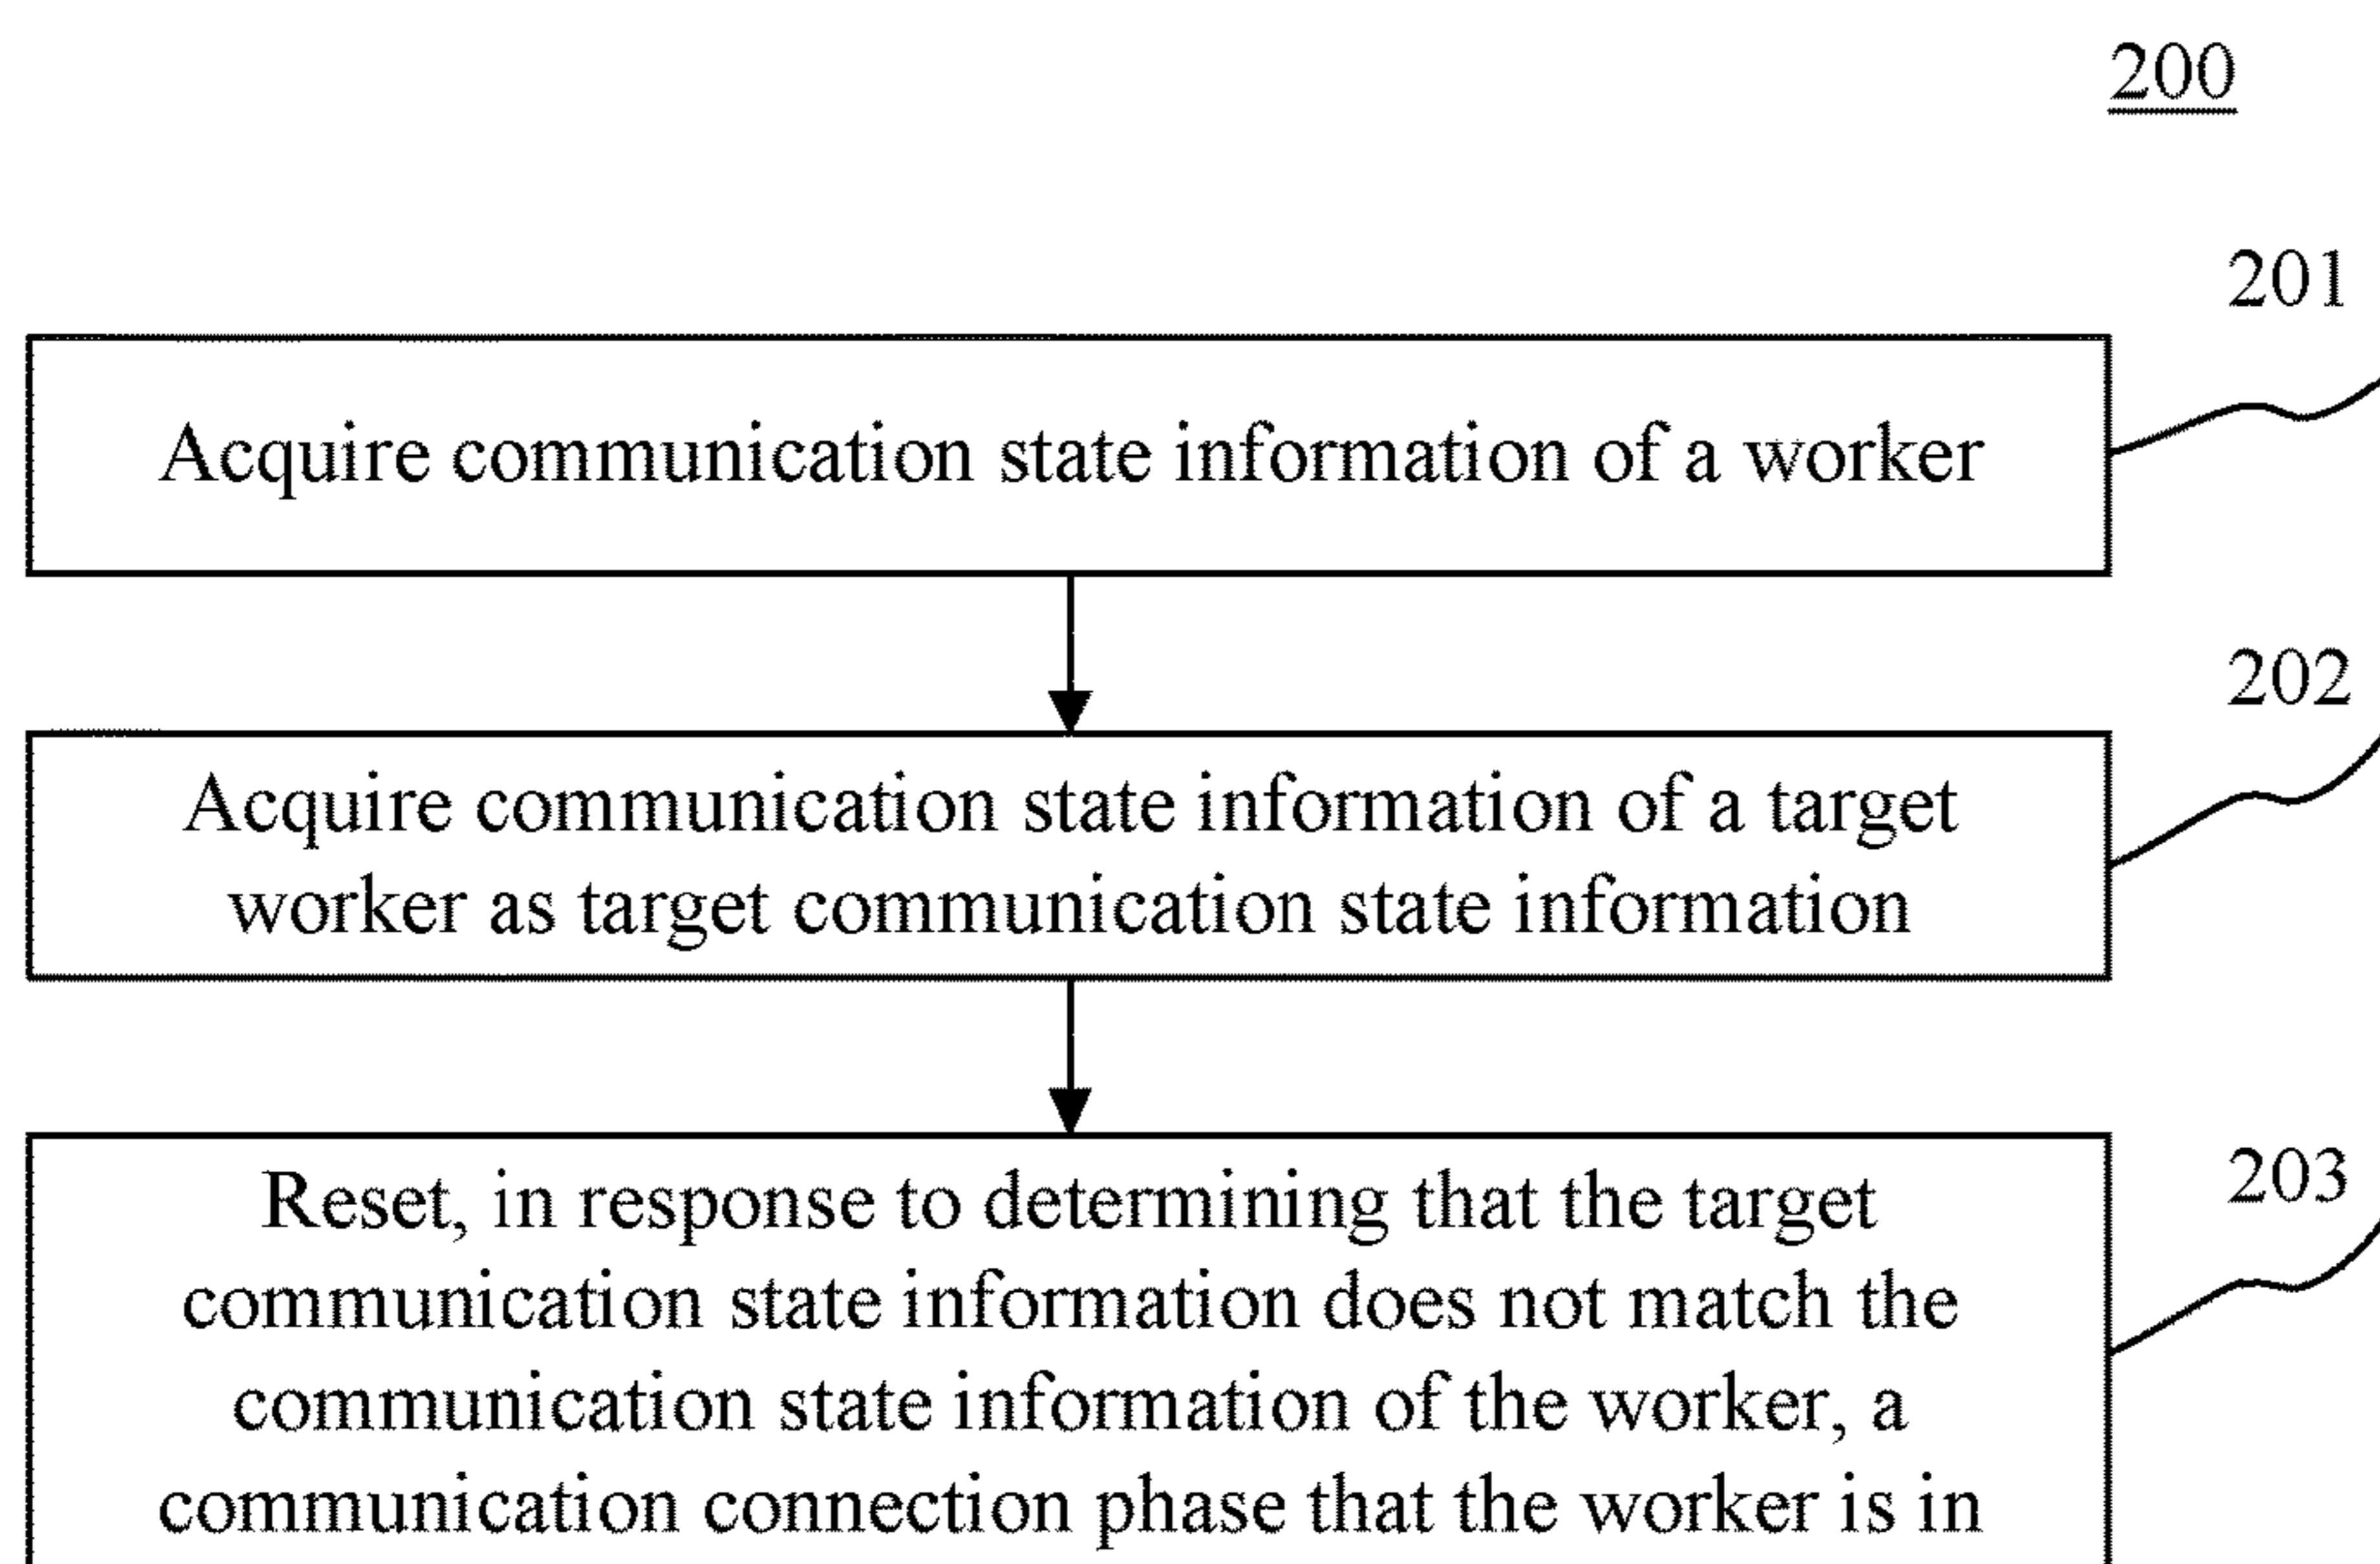 200
201
Acquire communication state information of a worker
202
Acquire communication state information of a target
worker as target communication state information
203
Reset, in response to determining that the target
communication state information does not match the
communication state information of the worker, a
communication connection phase that the worker is in